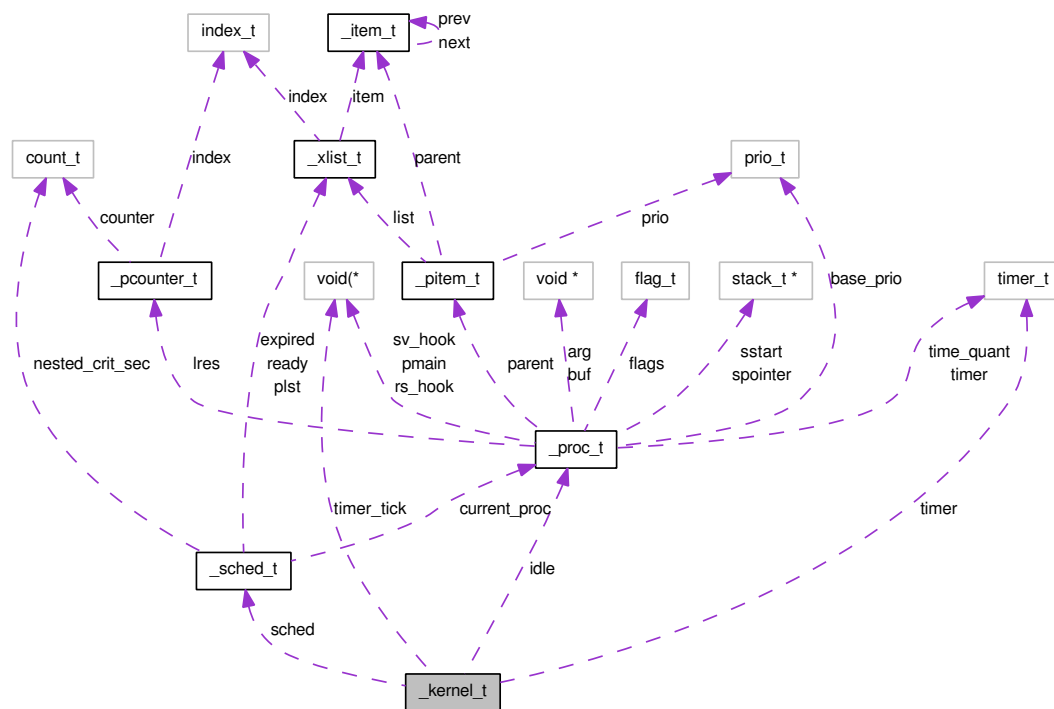 index_t
_item_t
prev
next
index
item
count_t
_xlist_t
prio_t
index
parent
counter
list
prio
_pcounter_t
void(*
_pitem_t
void *
flag_t
stack_t *
base_prio
timer_t
nested_crit_sec
lres
expired
ready
plst
sv_hook
pmain
rs_hook
parent
arg
buf
flags
sstart
spointer
time_quant
timer
_proc_t
timer_tick
current_proc
timer
_sched_t
idle
sched
_kernel_t